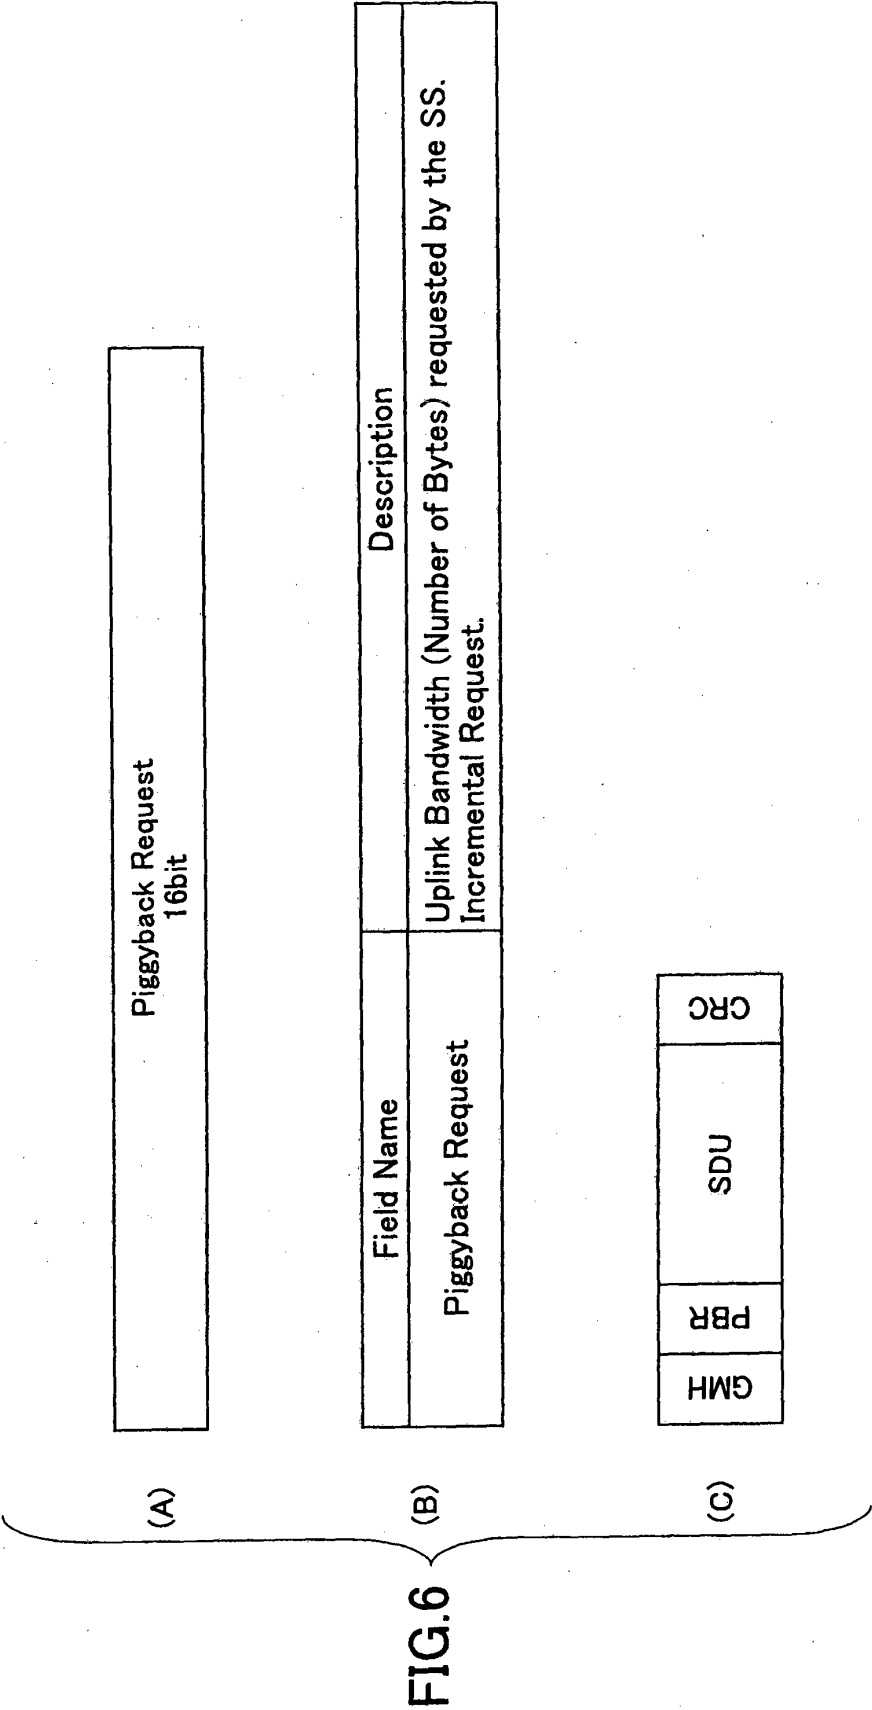 FIG.6
(A)
Piggyback Request
16bit
(B)
Field Name
Description
Piggyback Request
Uplink Bandwidth (Number of Bytes) requested by the SS.
Incremental Request.
(C)
GMH
PBR
SDU
CRC